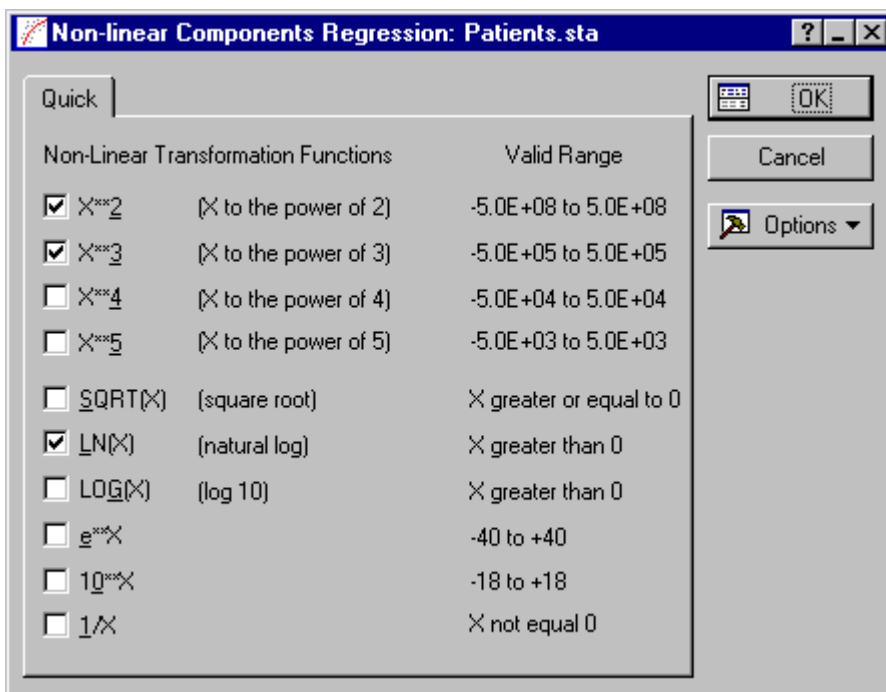 Non-linear Components Regression: Patients.sta
Quick
OK
Cancel
Options
Non-Linear Transformation Functions Valid Range
X**2 (X to the power of 2) -5.0E+08 to 5.0E+08
X**3 (X to the power of 3) -5.0E+05 to 5.0E+05
X**4 (X to the power of 4) -5.0E+04 to 5.0E+04
X**5 (X to the power of 5) -5.0E+03 to 5.0E+03
SQRT(X) (square root) X greater or equal to 0
LN(X) (natural log) X greater than 0
LOG(X) (log 10) X greater than 0
e**X -40 to +40
10**X -18 to +18
1/X X not equal 0